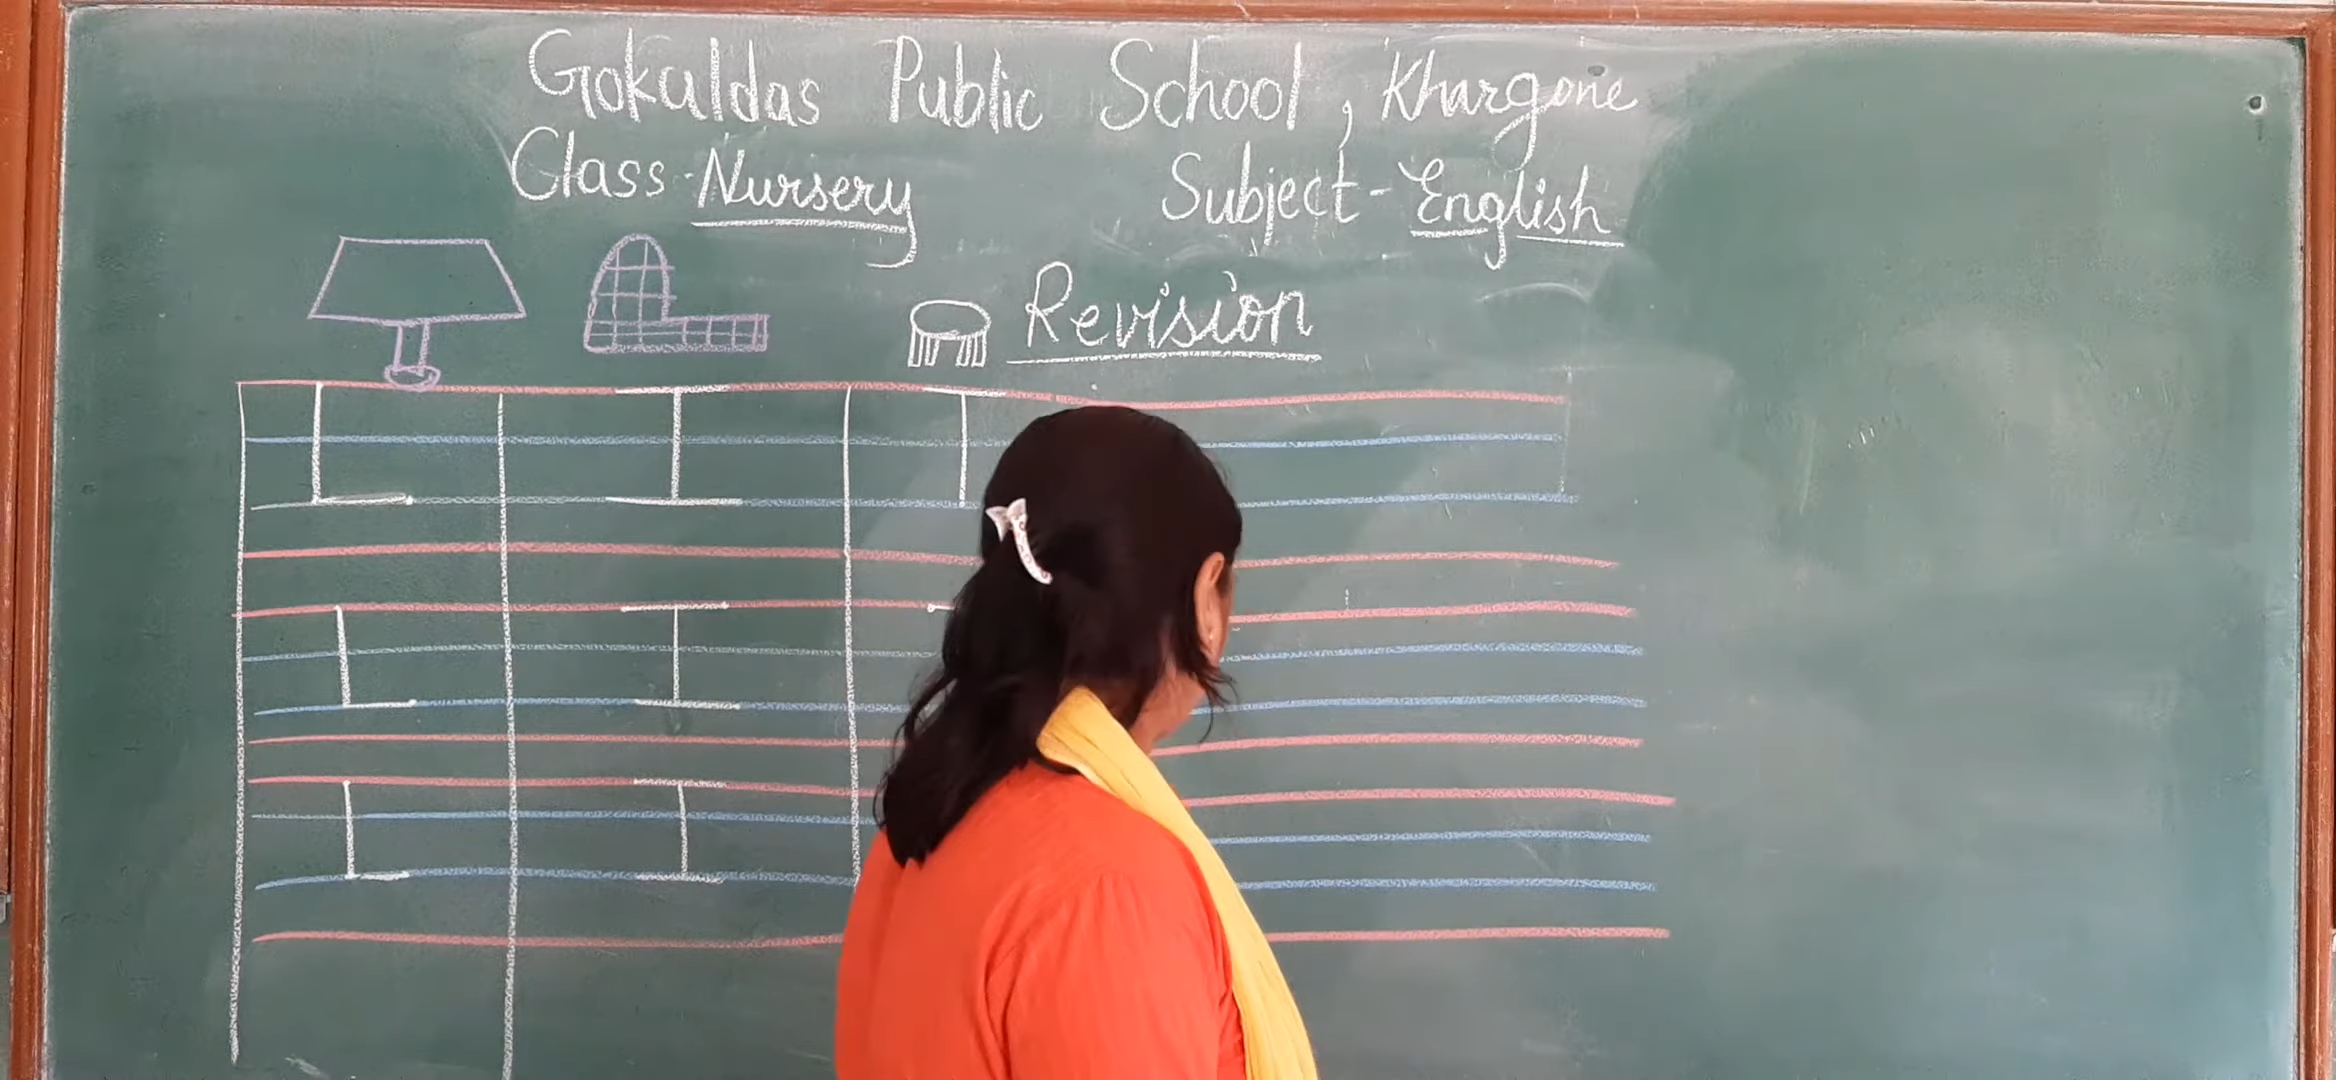 Gokuldas Public School, Khargone
Class-Nursery Subject-English
Revision
L I T
L I
L I